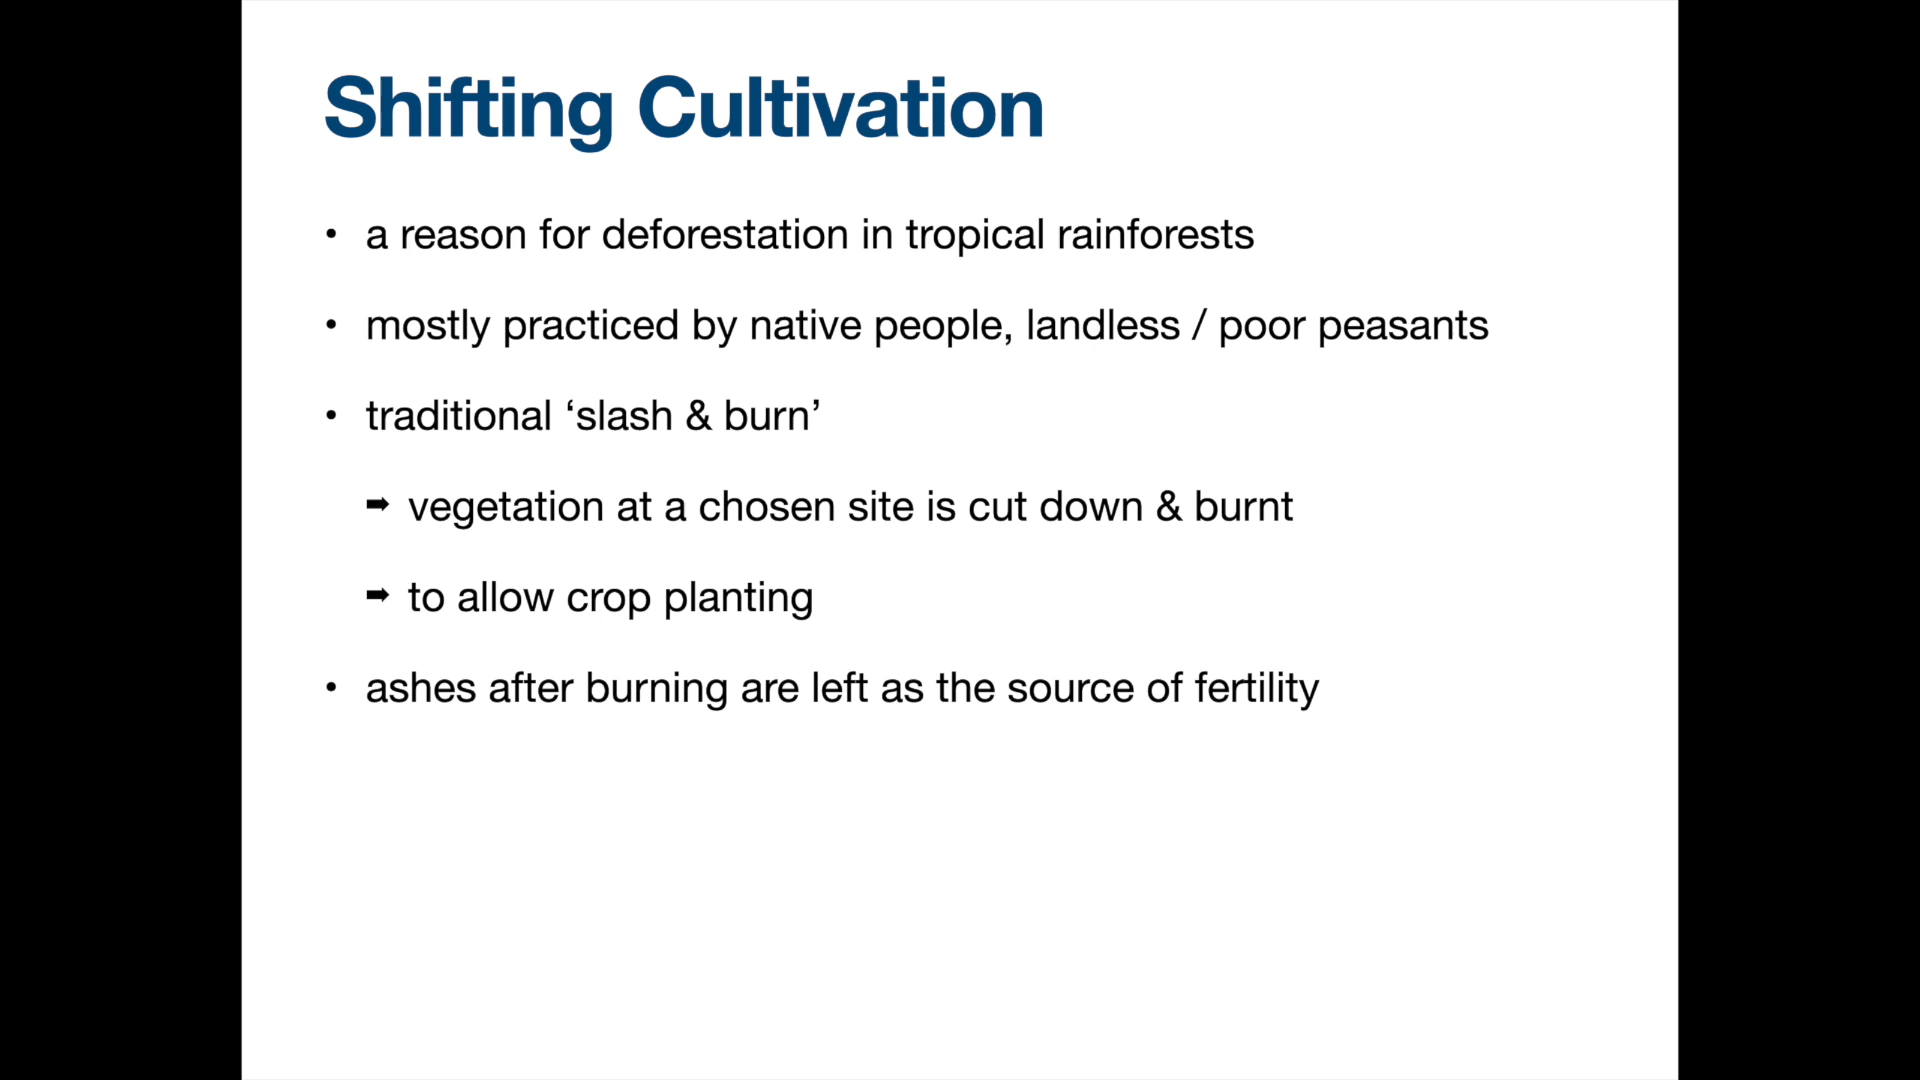 Shifting Cultivation
• a reason for deforestation in tropical rainforests
• mostly practiced by native people, landless / poor peasants
• traditional ‘slash & burn’
➡ vegetation at a chosen site is cut down & burnt
➡ to allow crop planting
• ashes after burning are left as the source of fertility